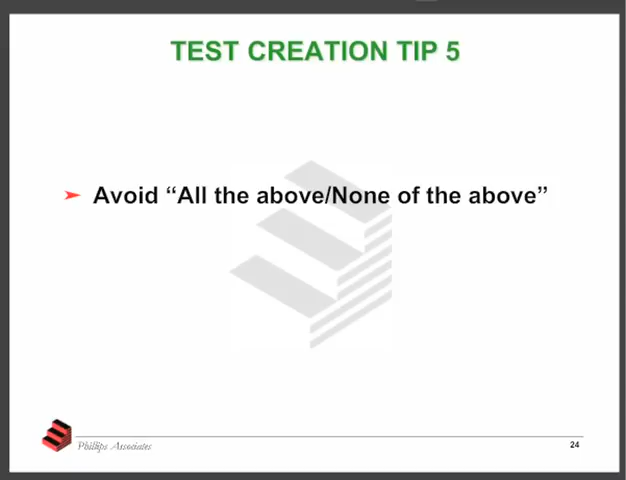 TEST CREATION TIP 5
Avoid “All the above/None of the above”
Phillips Associates
24